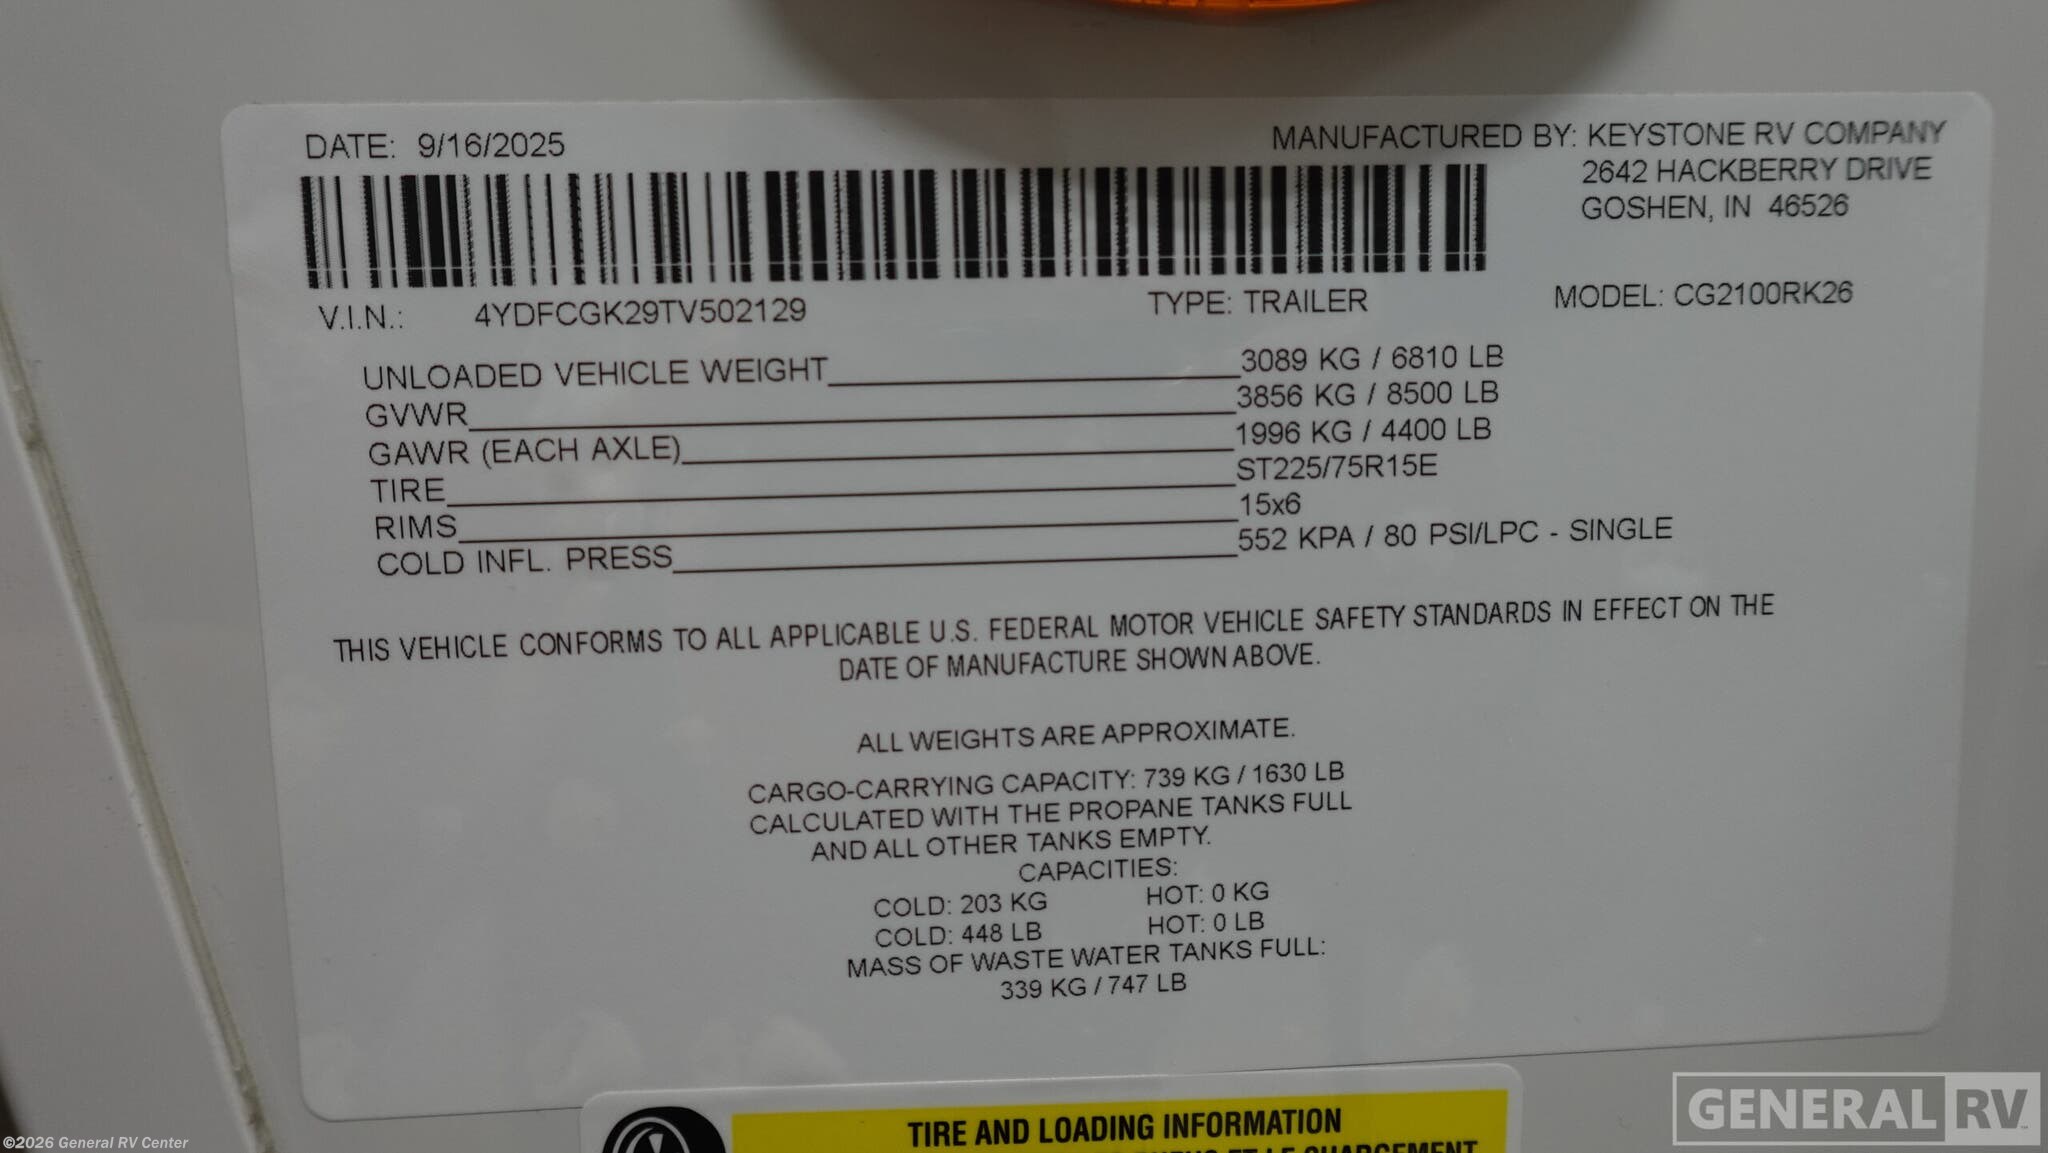 DATE: 9/16/2025
MANUFACTURED BY: KEYSTONE RV COMPANY
2642 HACKBERRY DRIVE
GOSHEN, IN 46526
V.I.N.: 4YDFCGK29TV502129 TYPE: TRAILER MODEL: CG2100RK26
UNLOADED VEHICLE WEIGHT 3089 KG / 6810 LB
GVWR 3856 KG / 8500 LB
GAWR (EACH AXLE) 1996 KG / 4400 LB
TIRE ST225/75R15E
RIMS 15x6
COLD INFL. PRESS 552 KPA / 80 PSI/LPC - SINGLE
THIS VEHICLE CONFORMS TO ALL APPLICABLE U.S. FEDERAL MOTOR VEHICLE SAFETY STANDARDS IN EFFECT ON THE
DATE OF MANUFACTURE SHOWN ABOVE.
ALL WEIGHTS ARE APPROXIMATE.
CARGO-CARRYING CAPACITY: 739 KG / 1630 LB
CALCULATED WITH THE PROPANE TANKS FULL
AND ALL OTHER TANKS EMPTY.
CAPACITIES:
COLD: 203 KG HOT: 0 KG
COLD: 448 LB HOT: 0 LB
MASS OF WASTE WATER TANKS FULL:
339 KG / 747 LB
TIRE AND LOADING INFORMATION
ET LE CHARGEMENT
GENERAL RV
©2026 General RV Center